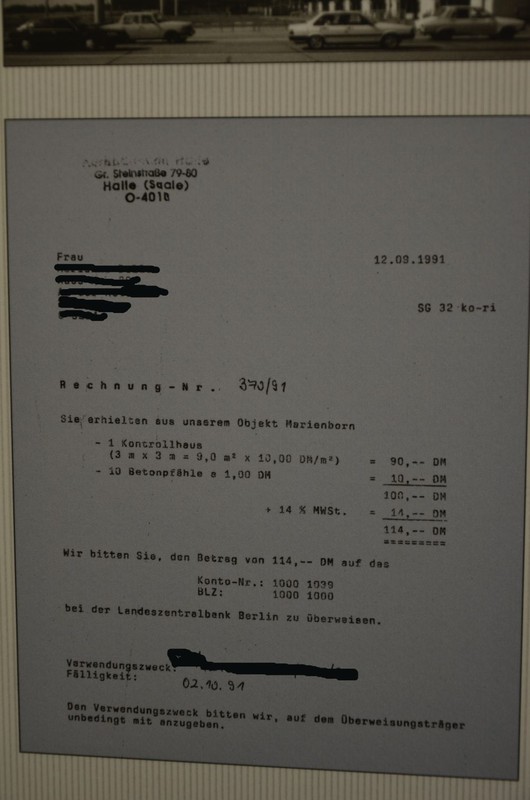 Gr. Steinstraße 79-80
Halle (Saale)
O-4010
Frau
12.09.1991
SG 32 ko-ri
Rechnung-Nr. 370/91
Sie erhielten aus unserem Objekt Marienborn
- 1 Kontrollhaus
(3 m x 3 m = 9,0 m² x 10,00 DM/m²) = 90,-- DM
- 10 Betonpfähle a 1,00 DM = 10,-- DM
100,-- DM
+ 14 % MWSt. = 14,-- DM
114,-- DM
=========
Wir bitten Sie, den Betrag von 114,-- DM auf das
Konto-Nr.: 1000 1039
BLZ: 1000 1000
bei der Landeszentralbank Berlin zu überweisen.
Verwendungszweck:
Fälligkeit: 02.10.91
Den Verwendungszweck bitten wir, auf dem Überweisungsträger
unbedingt mit anzugeben.